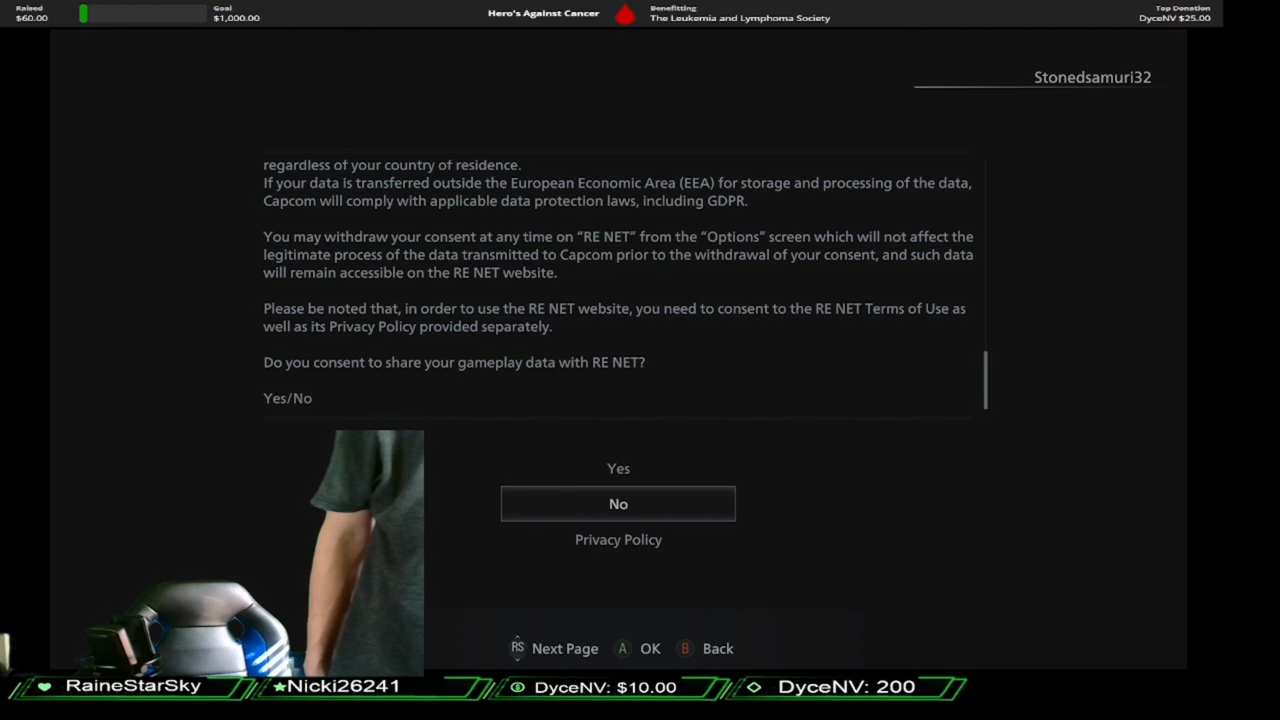 Raised
$60.00
Goal
$1,000.00
Hero's Against Cancer
Benefitting
The Leukemia and Lymphoma Society
Top Donation
DyceNV $25.00
Stonedsamuri32
regardless of your country of residence.
If your data is transferred outside the European Economic Area (EEA) for storage and processing of the data,
Capcom will comply with applicable data protection laws, including GDPR.
You may withdraw your consent at any time on “RE NET” from the “Options” screen which will not affect the
legitimate process of the data transmitted to Capcom prior to the withdrawal of your consent, and such data
will remain accessible on the RE NET website.
Please be noted that, in order to use the RE NET website, you need to consent to the RE NET Terms of Use as
well as its Privacy Policy provided separately.
Do you consent to share your gameplay data with RE NET?
Yes/No
Yes
No
Privacy Policy
RS Next Page A OK B Back
RaineStarSky
Nicki26241
DyceNV: $10.00
DyceNV: 200